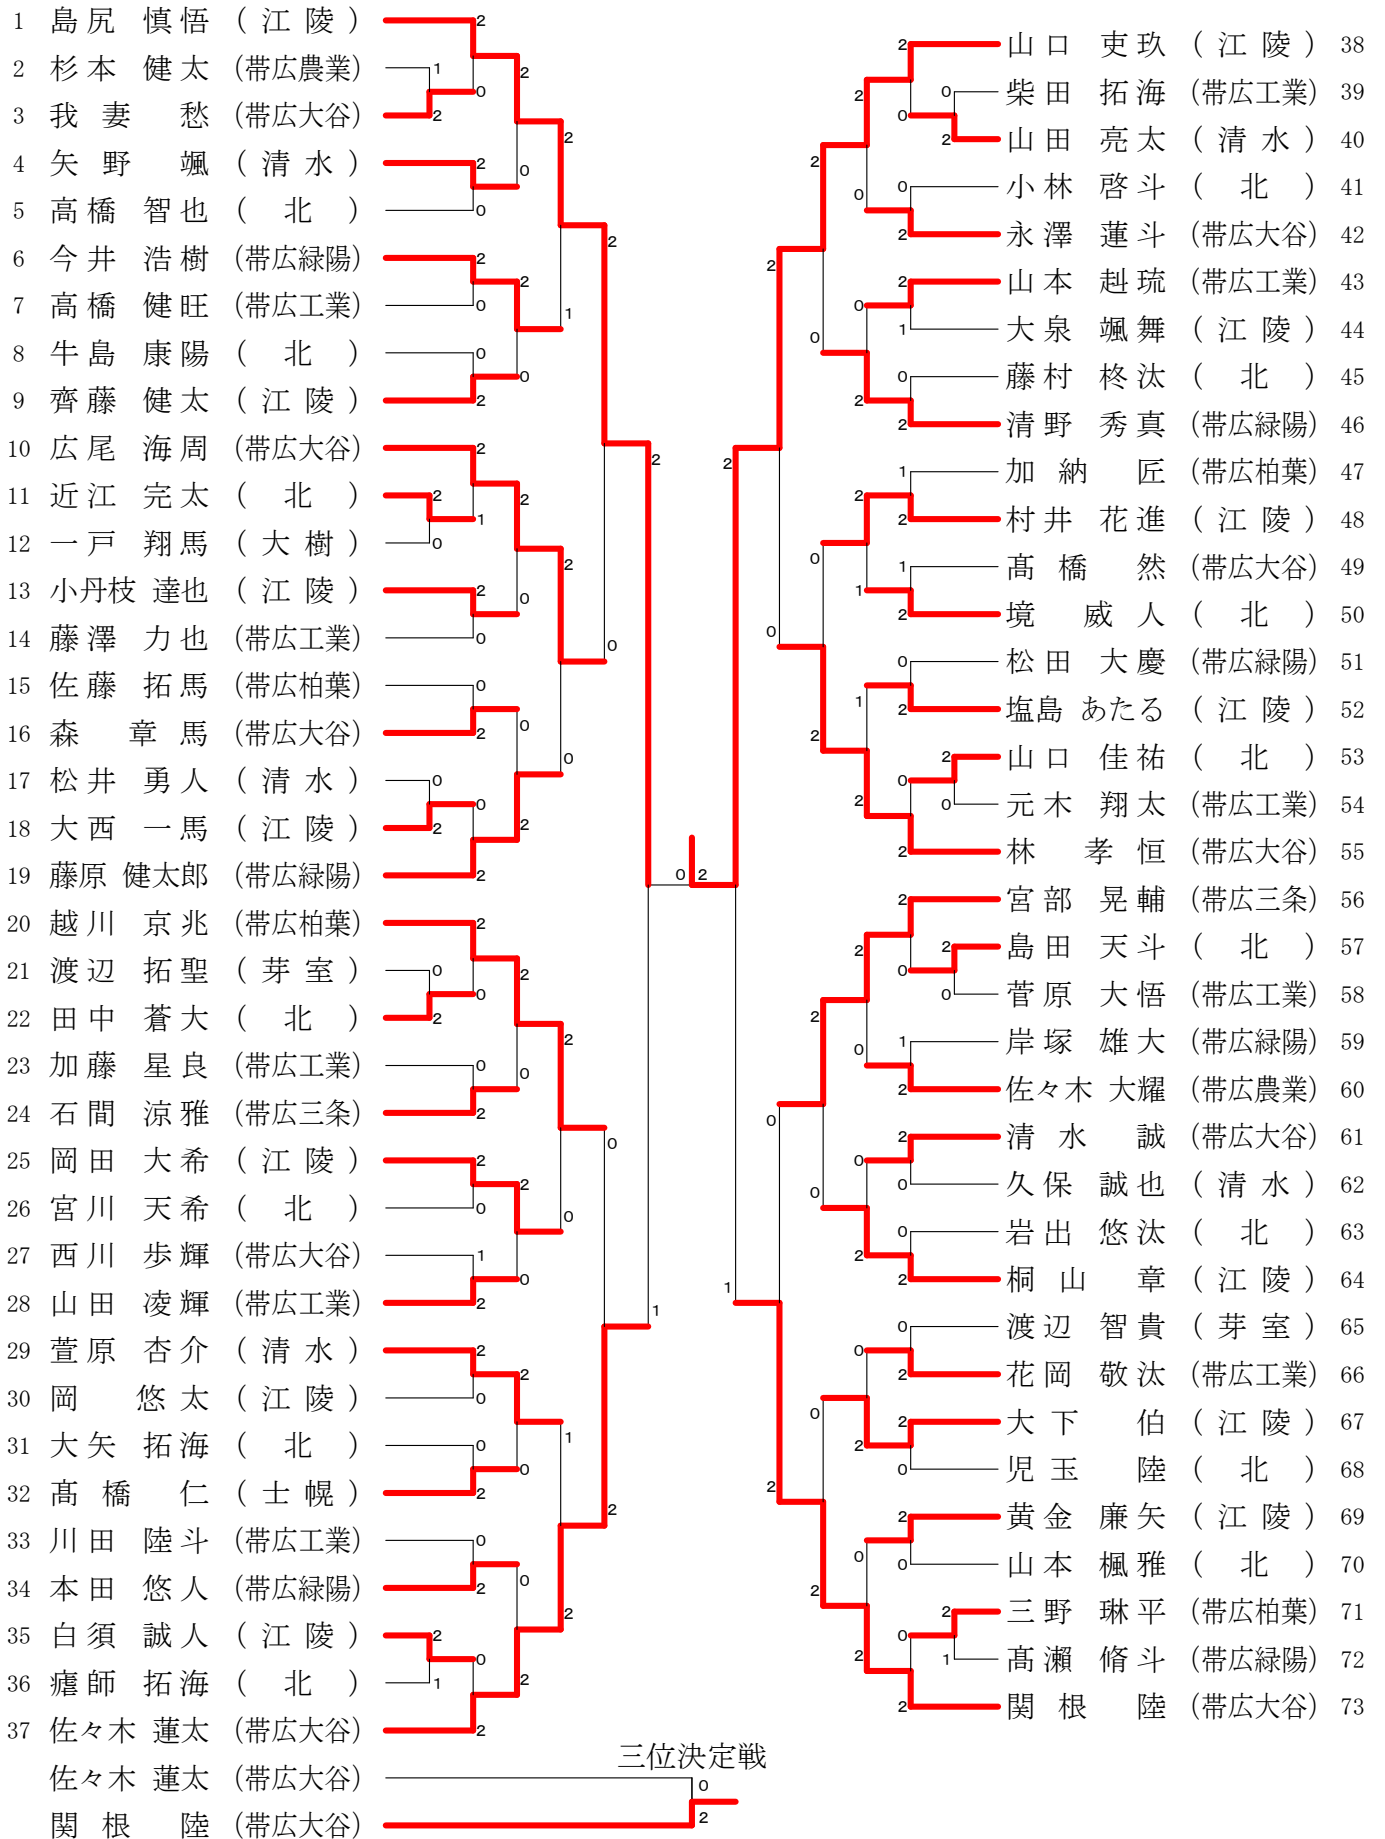 1 島尻 慎悟 (江陵)
2 杉本 健太 (帯広農業)
3 我妻 愁 (帯広大谷)
4 矢野 颯 (清水)
5 高橋 智也 (北)
6 今井 浩樹 (帯広緑陽)
7 高橋 健旺 (帯広工業)
8 牛島 康陽 (北)
9 齊藤 健太 (江陵)
10 広尾 海周 (帯広大谷)
11 近江 完太 (北)
12 一戸 翔馬 (大樹)
13 小丹枝 達也 (江陵)
14 藤澤 力也 (帯広工業)
15 佐藤 拓馬 (帯広柏葉)
16 森 章馬 (帯広大谷)
17 松井 勇人 (清水)
18 大西 一馬 (江陵)
19 藤原 健太郎 (帯広緑陽)
20 越川 京兆 (帯広柏葉)
21 渡辺 拓聖 (芽室)
22 田中 蒼大 (北)
23 加藤 星良 (帯広工業)
24 石間 涼雅 (帯広三条)
25 岡田 大希 (江陵)
26 宮川 天希 (北)
27 西川 歩輝 (帯広大谷)
28 山田 凌輝 (帯広工業)
29 萱原 杏介 (清水)
30 岡 悠太 (江陵)
31 大矢 拓海 (北)
32 髙橋 仁 (士幌)
33 川田 陸斗 (帯広工業)
34 本田 悠人 (帯広緑陽)
35 白須 誠人 (江陵)
36 瘧師 拓海 (北)
37 佐々木 蓮太 (帯広大谷)
山口 吏玖 (江陵) 38
柴田 拓海 (帯広工業) 39
山田 亮太 (清水) 40
小林 啓斗 (北) 41
永澤 蓮斗 (帯広大谷) 42
山本 赳琉 (帯広工業) 43
大泉 颯舞 (江陵) 44
藤村 柊汰 (北) 45
清野 秀真 (帯広緑陽) 46
加納 匠 (帯広柏葉) 47
村井 花進 (江陵) 48
髙橋 然 (帯広大谷) 49
境 威人 (北) 50
松田 大慶 (帯広緑陽) 51
塩島 あたる (江陵) 52
山口 佳祐 (北) 53
元木 翔太 (帯広工業) 54
林 孝恒 (帯広大谷) 55
宮部 晃輔 (帯広三条) 56
島田 天斗 (北) 57
菅原 大悟 (帯広工業) 58
岸塚 雄大 (帯広緑陽) 59
佐々木 大耀 (帯広農業) 60
清水 誠 (帯広大谷) 61
久保 誠也 (清水) 62
岩出 悠汰 (北) 63
桐山 章 (江陵) 64
渡辺 智貴 (芽室) 65
花岡 敬汰 (帯広工業) 66
大下 伯 (江陵) 67
児玉 陸 (北) 68
黄金 廉矢 (江陵) 69
山本 楓雅 (北) 70
三野 琳平 (帯広柏葉) 71
髙瀬 脩斗 (帯広緑陽) 72
関根 陸 (帯広大谷) 73
0 2
三位決定戦
佐々木 蓮太 (帯広大谷) 0
関根 陸 (帯広大谷) 2